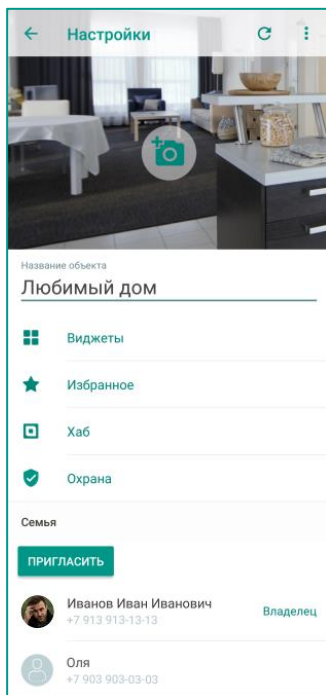 Настройки
Название объекта
Любимый дом
Виджеты
Избранное
Хаб
Охрана
Семья
ПРИГЛАСИТЬ
Иванов Иван Иванович
Владелец
+7 913 913-13-13
Оля
+7 903 903-03-03